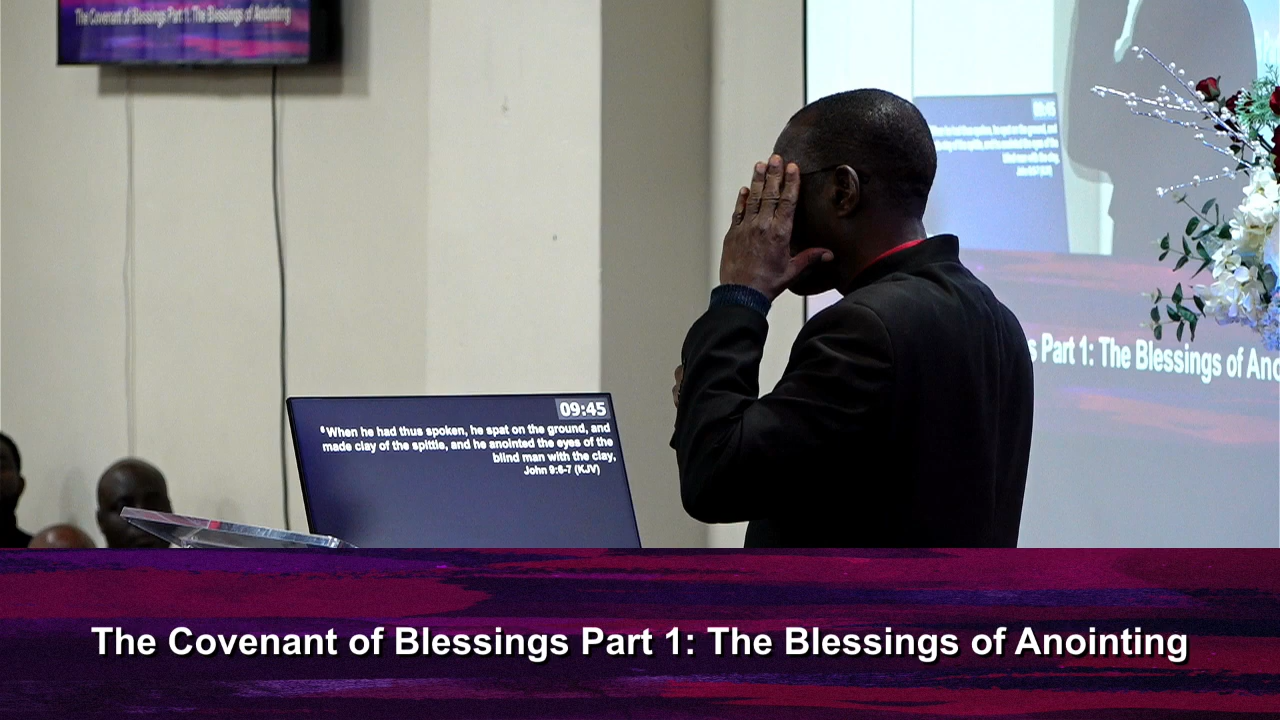 The Covenant of Blessings Part 1: The Blessings of Anointing
09:45
6 When he had thus spoken, he spat on the ground, and
made clay of the spittle, and he anointed the eyes of the
blind man with the clay,
John 9:6-7 (KJV)
s Part 1: The Blessings of Ano
The Covenant of Blessings Part 1: The Blessings of Anointing